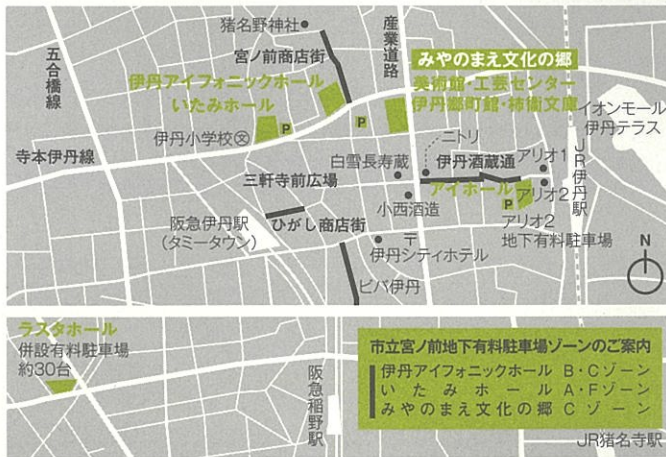 猪名野神社
宮ノ前商店街
産業道路
五合橋線
伊丹アイフォニックホール
いたみホール
みやのまえ文化の郷
美術館・工芸センター
伊丹郷町館・柿衞文庫
イオンモール
伊丹テラス
伊丹小学校 文
P
P
ニトリ
寺本伊丹線
白雪長寿蔵
伊丹酒蔵通
アリオ1
JR伊丹駅
三軒寺前広場
アイホール
アリオ2
P
小西酒造
阪急伊丹駅
(タミータウン)
ひがし商店街
アリオ2
地下有料駐車場
〒
伊丹シティホテル
N
ビバ伊丹
ラスタホール
併設有料駐車場
約30台
阪急稲野駅
市立宮ノ前地下有料駐車場ゾーンのご案内
伊丹アイフォニックホール B・Cゾーン
いたみホール A・Fゾーン
みやのまえ文化の郷 Cゾーン
JR猪名寺駅